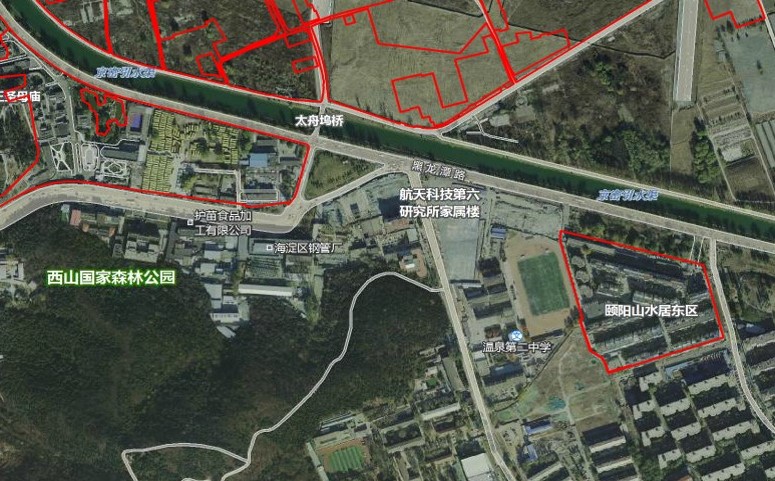 京密引水渠
三圣母庙
太舟坞桥
黑龙潭路
航天科技第六
研究所家属楼
京密引水渠
护苗食品加
工有限公司
海淀区钢管厂
西山国家森林公园
颐阳山水居东区
温泉第二中学